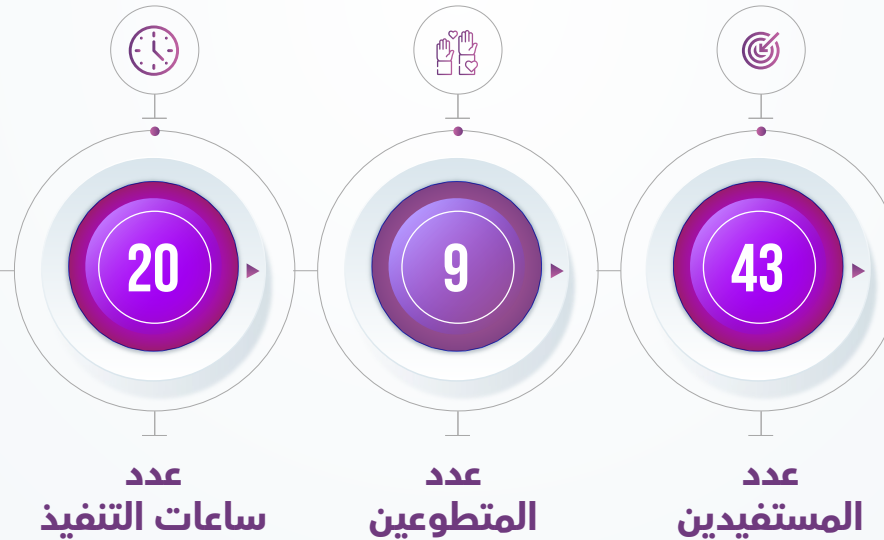 43
عدد
المستفيدين
9
عدد
المتطوعين
20
عدد
ساعات التنفيذ